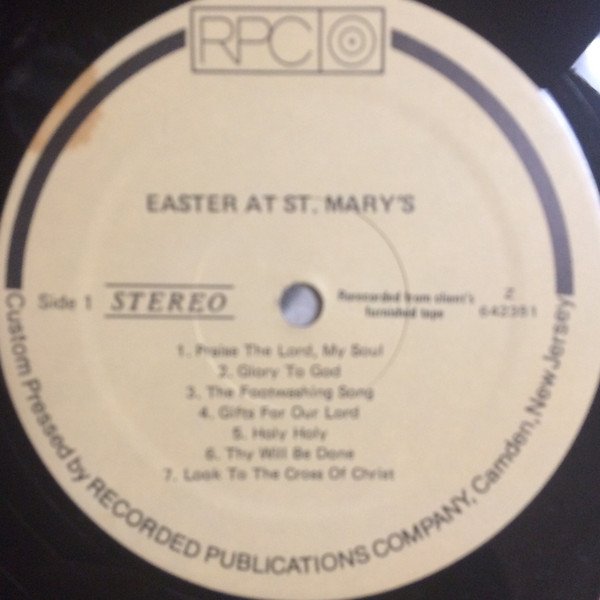 RPC
EASTER AT ST. MARY'S
Side 1
STEREO
Rerecorded from client's
furnished tape
Z
642351
1. Praise The Lord, My Soul
2. Glory To God
3. The Footwashing Song
4. Gifts For Our Lord
5. Holy Holy
6. Thy Will Be Done
7. Look To The Cross Of Christ
Custom Pressed by RECORDED PUBLICATIONS COMPANY, Camden, New Jersey